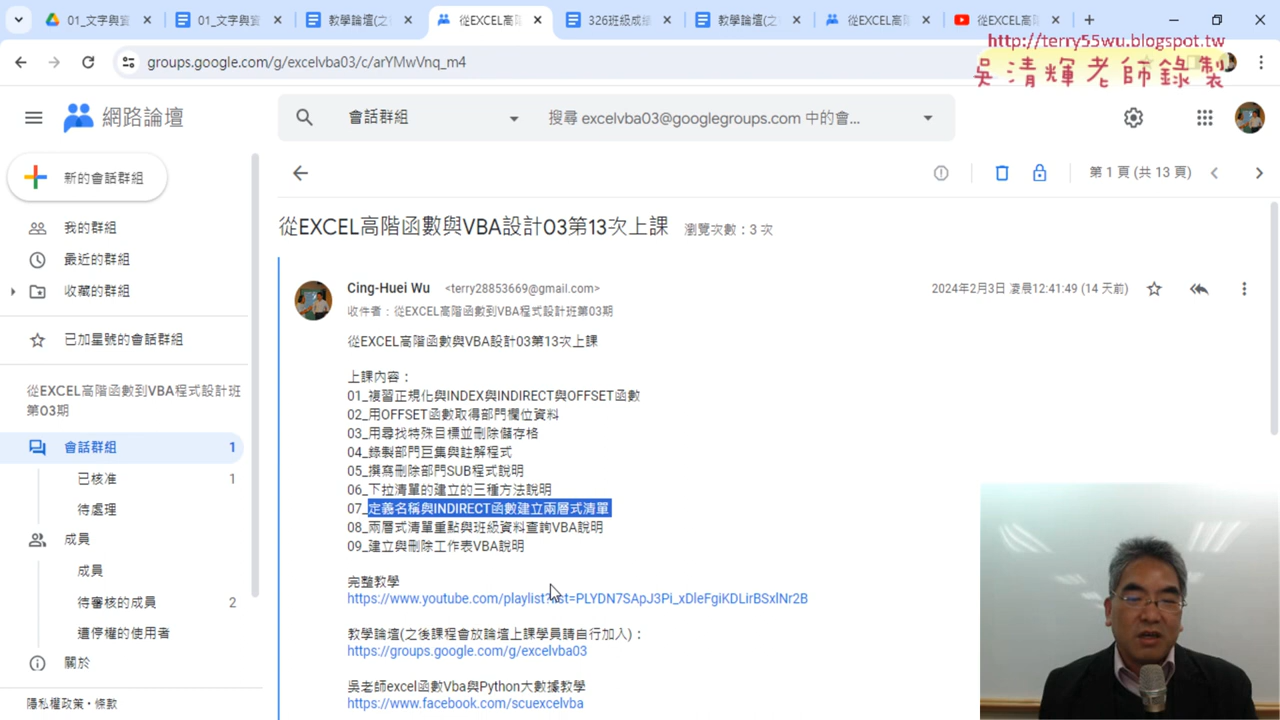 01_文字與資
01_文字與資
教學論壇(之
從EXCEL高階
326班級成績
教學論壇(之
從EXCEL高階
從EXCEL高階
groups.google.com/g/excelvba03/c/arYMwVnq_m4
http://terry55wu.blogspot.tw
吳清輝老師錄製
網路論壇
會話群組
搜尋 excelvba03@googlegroups.com 中的會...
新的會話群組
第 1 頁 (共 13 頁)
我的群組
最近的群組
收藏的群組
已加星號的會話群組
從EXCEL高階函數到VBA程式設計班
第03期
會話群組 1
已核准 1
待處理
成員
成員
待審核的成員 2
遭停權的使用者
關於
隱私權政策 • 條款
從EXCEL高階函數與VBA設計03第13次上課 瀏覽次數：3 次
Cing-Huei Wu <terry28853669@gmail.com>
2024年2月3日 凌晨12:41:49 (14 天前)
收件者：從EXCEL高階函數到VBA程式設計班第03期
從EXCEL高階函數與VBA設計03第13次上課
上課內容：
01_複習正規化與INDEX與INDIRECT與OFFSET函數
02_用OFFSET函數取得部門欄位資料
03_用尋找特殊目標並刪除儲存格
04_錄製部門巨集與註解程式
05_撰寫刪除部門SUB程式說明
06_下拉清單的建立的三種方法說明
07_定義名稱與INDIRECT函數建立兩層式清單
08_兩層式清單重點與班級資料查詢VBA說明
09_建立與刪除工作表VBA說明
完整教學
https://www.youtube.com/playlist?list=PLYDN7SApJ3Pi_xDleFgiKDLirBSxlNr2B
教學論壇(之後課程會放論壇上課學員請自行加入)：
https://groups.google.com/g/excelvba03
吳老師excel函數Vba與Python大數據教學
https://www.facebook.com/scuexcelvba